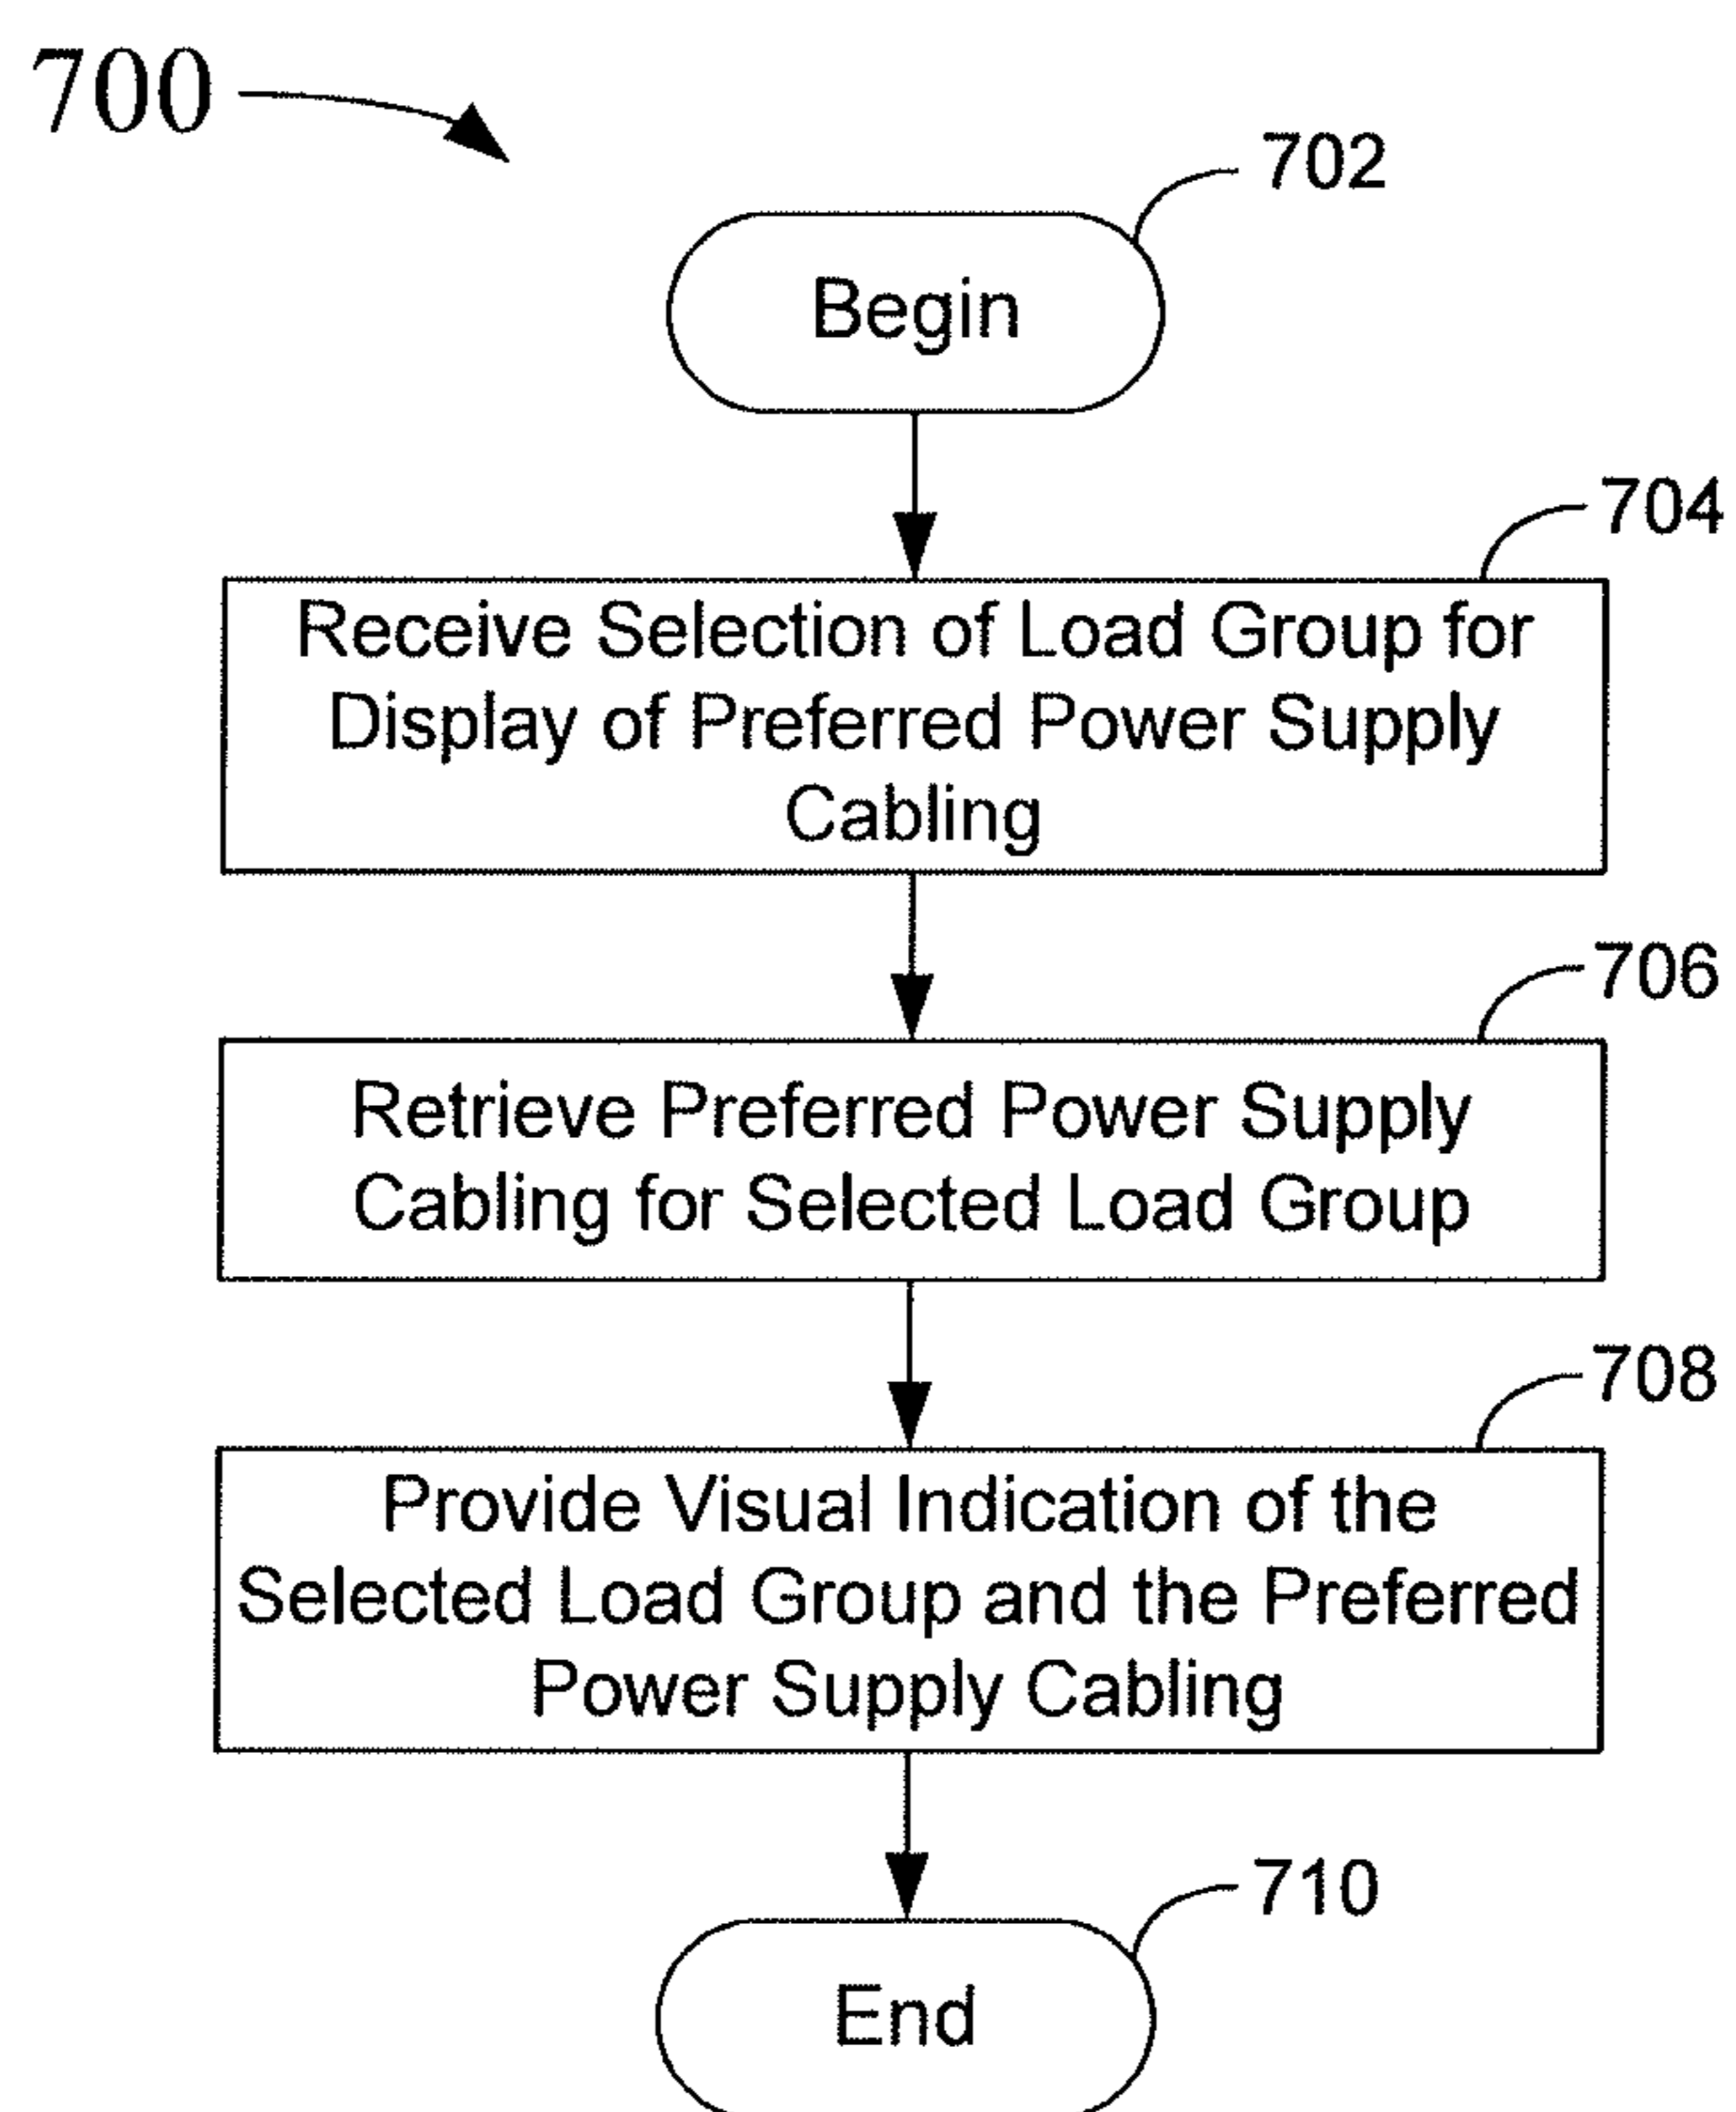 700
702
Begin
704
Receive Selection of Load Group for
Display of Preferred Power Supply
Cabling
706
Retrieve Preferred Power Supply
Cabling for Selected Load Group
708
Provide Visual Indication of the
Selected Load Group and the Preferred
Power Supply Cabling
710
End